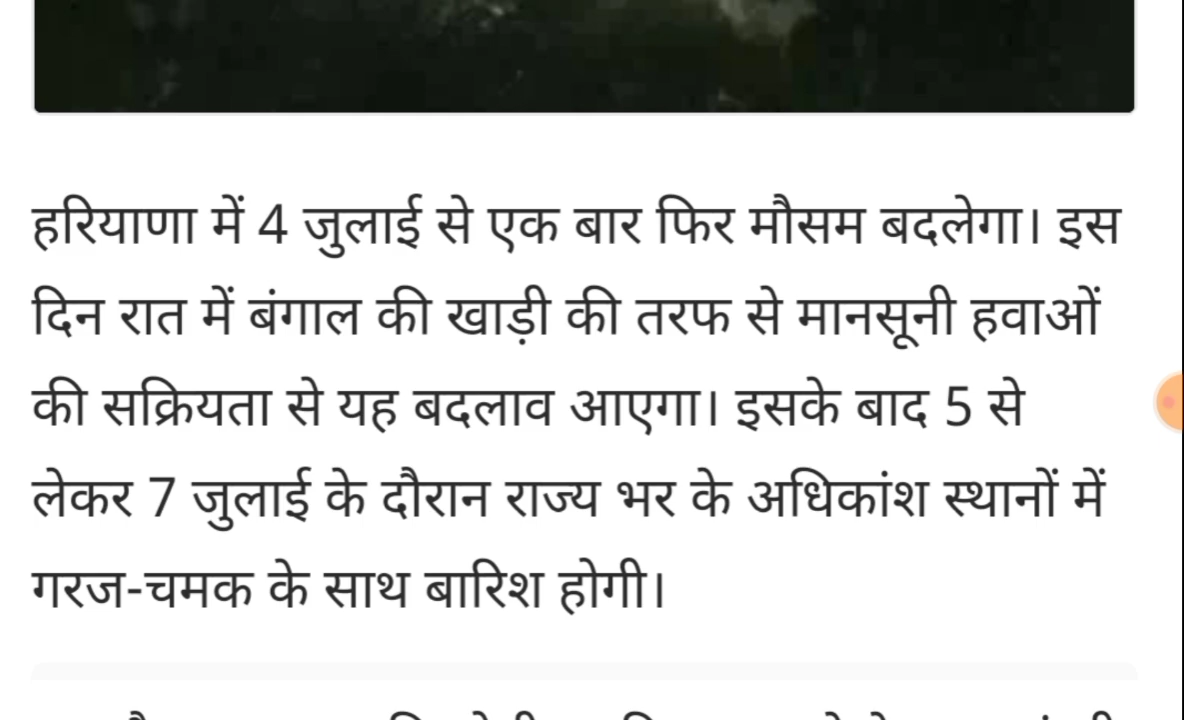 हरियाणा में 4 जुलाई से एक बार फिर मौसम बदलेगा। इस
दिन रात में बंगाल की खाड़ी की तरफ से मानसूनी हवाओं
की सक्रियता से यह बदलाव आएगा। इसके बाद 5 से
लेकर 7 जुलाई के दौरान राज्य भर के अधिकांश स्थानों में
गरज-चमक के साथ बारिश होगी।